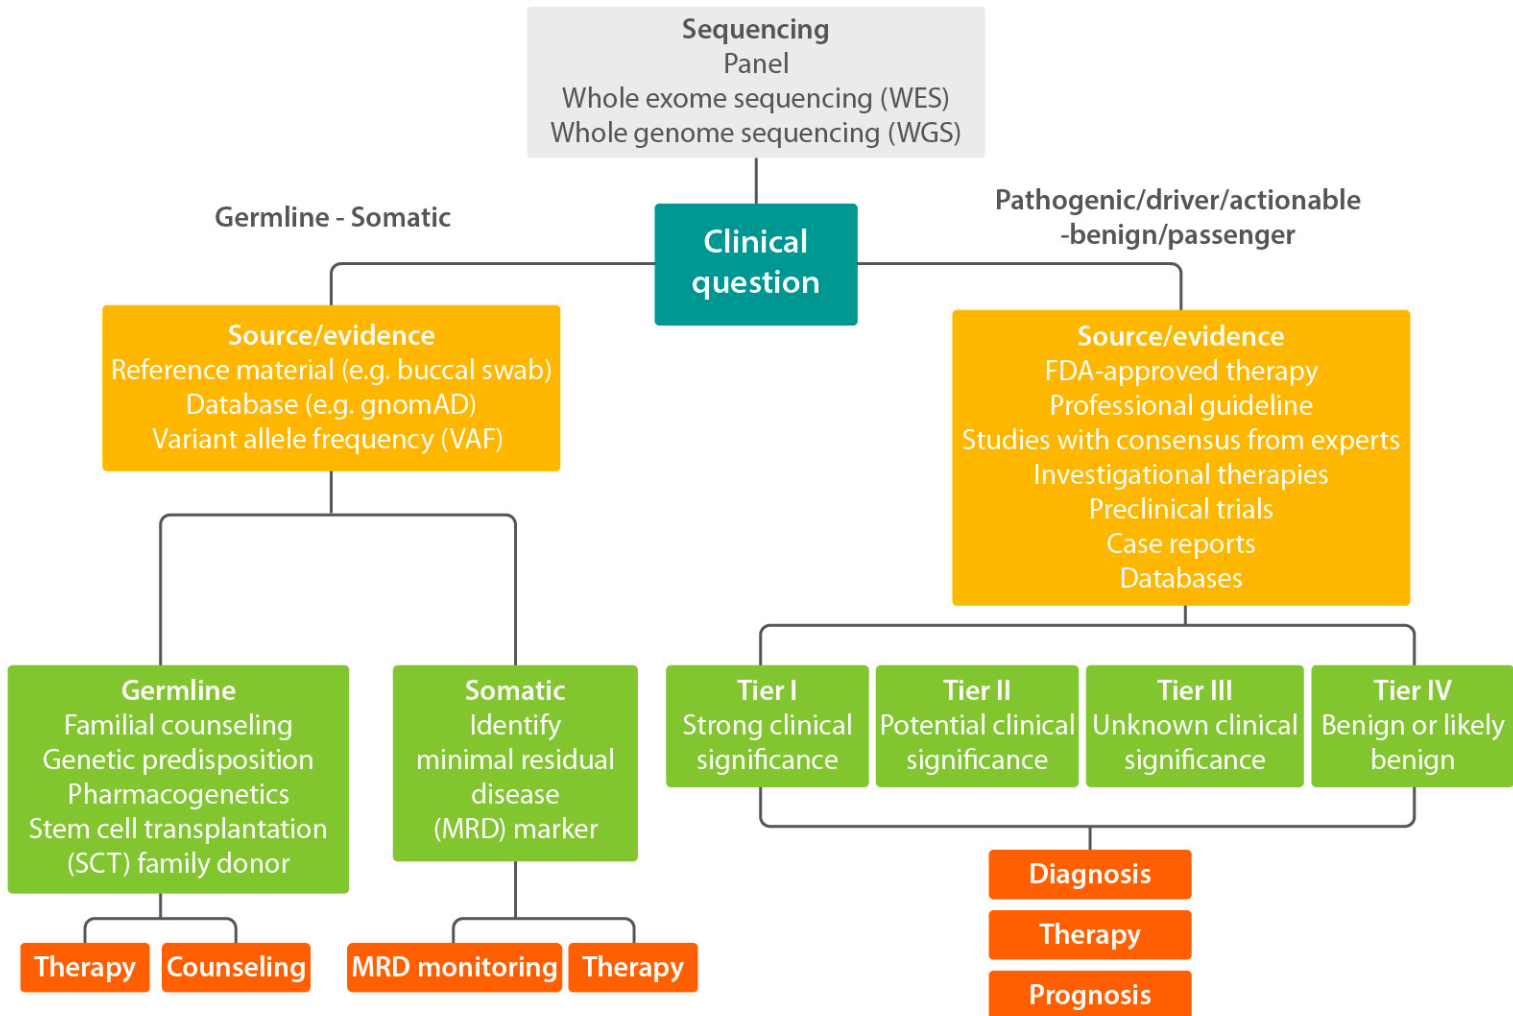 Sequencing
Panel
Whole exome sequencing (WES)
Whole genome sequencing (WGS)
Germline - Somatic
Clinical
question
Pathogenic/driver/actionable
-benign/passenger
Source/evidence
Reference material (e.g. buccal swab)
Database (e.g. gnomAD)
Variant allele frequency (VAF)
Source/evidence
FDA-approved therapy
Professional guideline
Studies with consensus from experts
Investigational therapies
Preclinical trials
Case reports
Databases
Germline
Familial counseling
Genetic predisposition
Pharmacogenetics
Stem cell transplantation
(SCT) family donor
Somatic
Identify
minimal residual
disease
(MRD) marker
Tier I
Strong clinical
significance
Tier II
Potential clinical
significance
Tier III
Unknown clinical
significance
Tier IV
Benign or likely
benign
Therapy
Counseling
MRD monitoring
Therapy
Diagnosis
Therapy
Prognosis